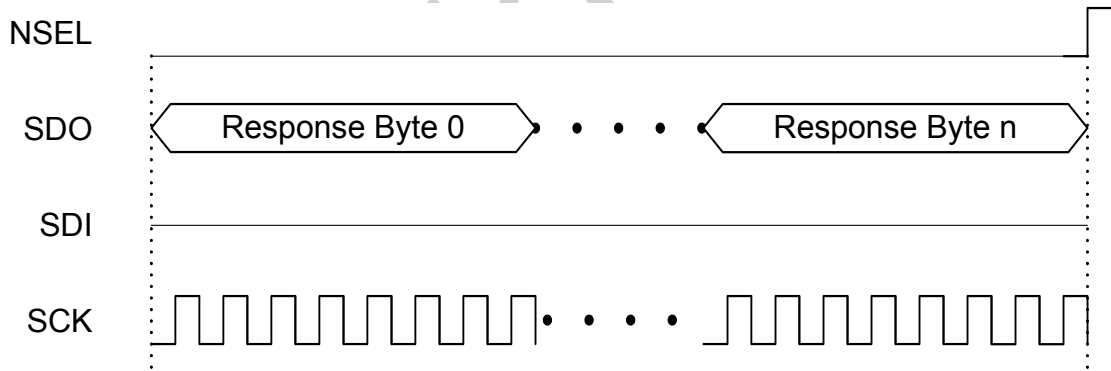 NSEL
SDO Response Byte 0 Response Byte n
SDI
SCK